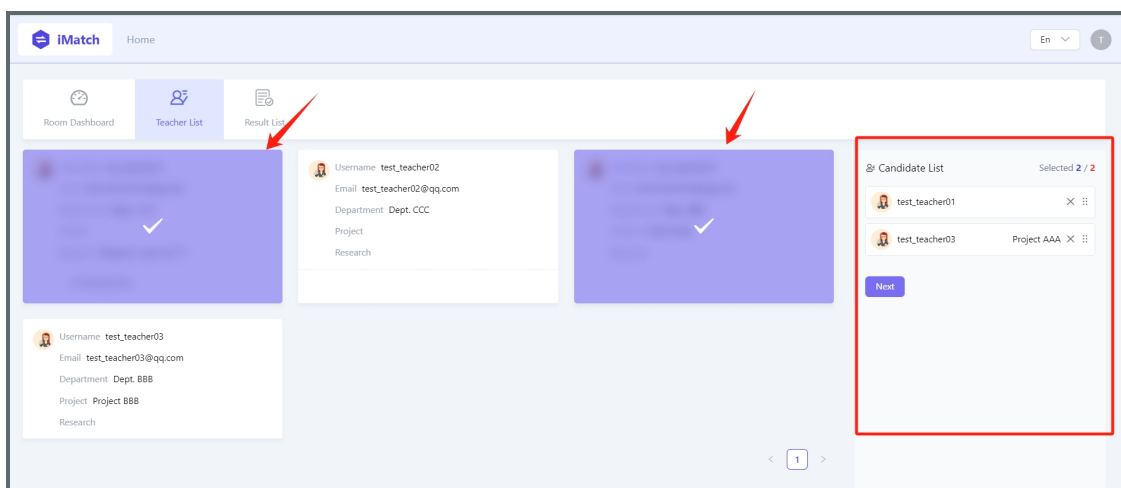 iMatch Home En T
Room Dashboard Teacher List Result List
Username test_teacher02
Email test_teacher02@qq.com
Department Dept. CCC
Project
Research
Candidate List Selected 2 / 2
test_teacher01
test_teacher03 Project AAA
Next
Username test_teacher03
Email test_teacher03@qq.com
Department Dept. BBB
Project Project BBB
Research
< 1 >